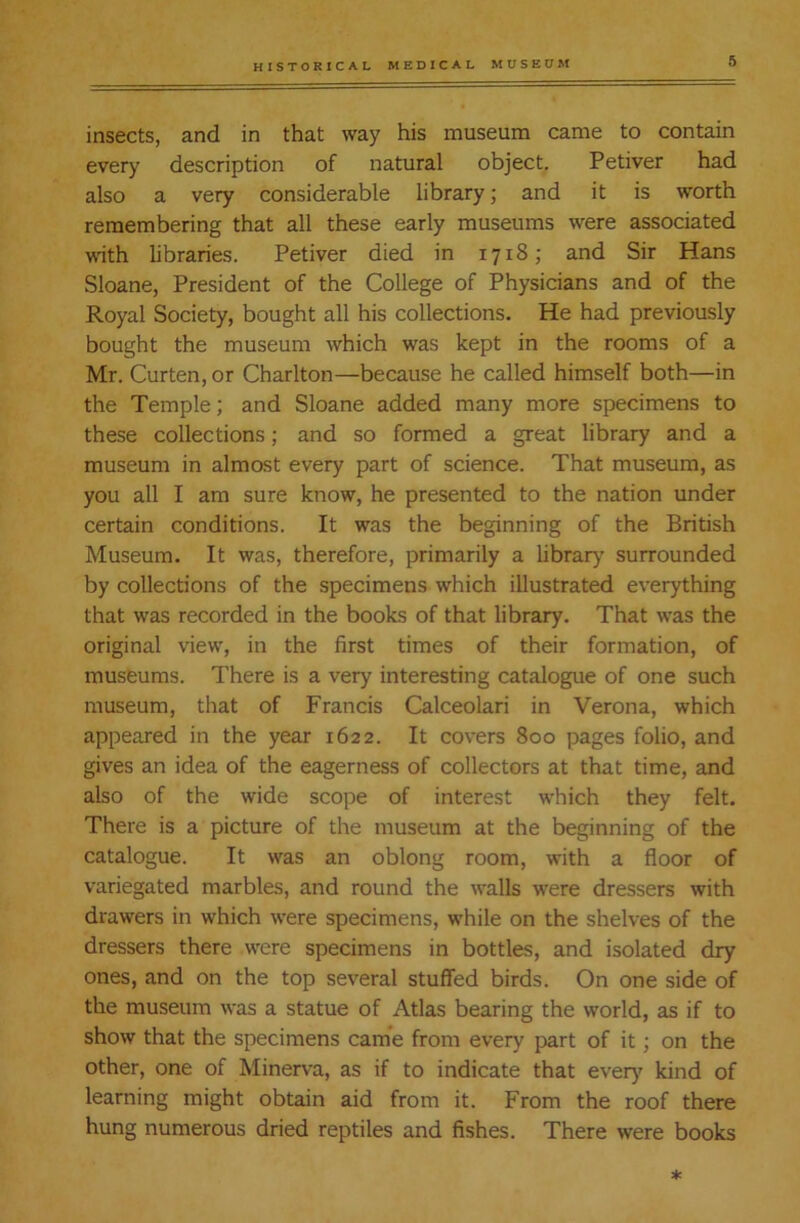 HISTORICAL MEDICAL MUSEUM 5
insects, and in that way his museum came to contain
every description of natural object. Petiver had
also a very considerable library; and it is worth
remembering that all these early museums were associated
with libraries. Petiver died in 1718; and Sir Hans
Sloane, President of the College of Physicians and of the
Royal Society, bought all his collections. He had previously
bought the museum which was kept in the rooms of a
Mr. Curten, or Charlton—because he called himself both—in
the Temple; and Sloane added many more specimens to
these collections; and so formed a great library and a
museum in almost every part of science. That museum, as
you all I am sure know, he presented to the nation under
certain conditions. It was the beginning of the British
Museum. It was, therefore, primarily a library surrounded
by collections of the specimens which illustrated everything
that was recorded in the books of that library. That was the
original view, in the first times of their formation, of
museums. There is a very interesting catalogue of one such
museum, that of Francis Calceolari in Verona, which
appeared in the year 1622. It covers 800 pages folio, and
gives an idea of the eagerness of collectors at that time, and
also of the wide scope of interest which they felt.
There is a picture of the museum at the beginning of the
catalogue. It was an oblong room, with a floor of
variegated marbles, and round the walls were dressers with
drawers in which were specimens, while on the shelves of the
dressers there were specimens in bottles, and isolated dry
ones, and on the top several stuffed birds. On one side of
the museum was a statue of Atlas bearing the world, as if to
show that the specimens came from every part of it; on the
other, one of Minerva, as if to indicate that every kind of
learning might obtain aid from it. From the roof there
hung numerous dried reptiles and fishes. There were books
*